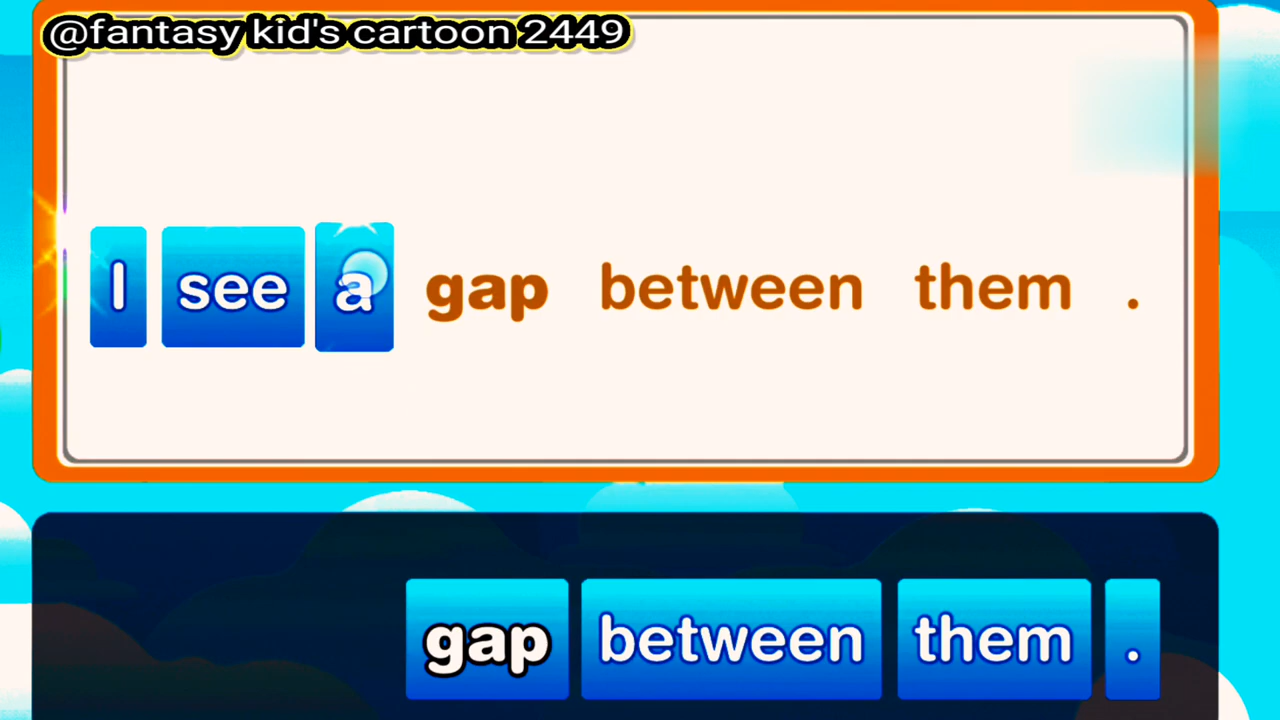 @fantasy kid's cartoon 2449
I see a gap between them .
gap between them .